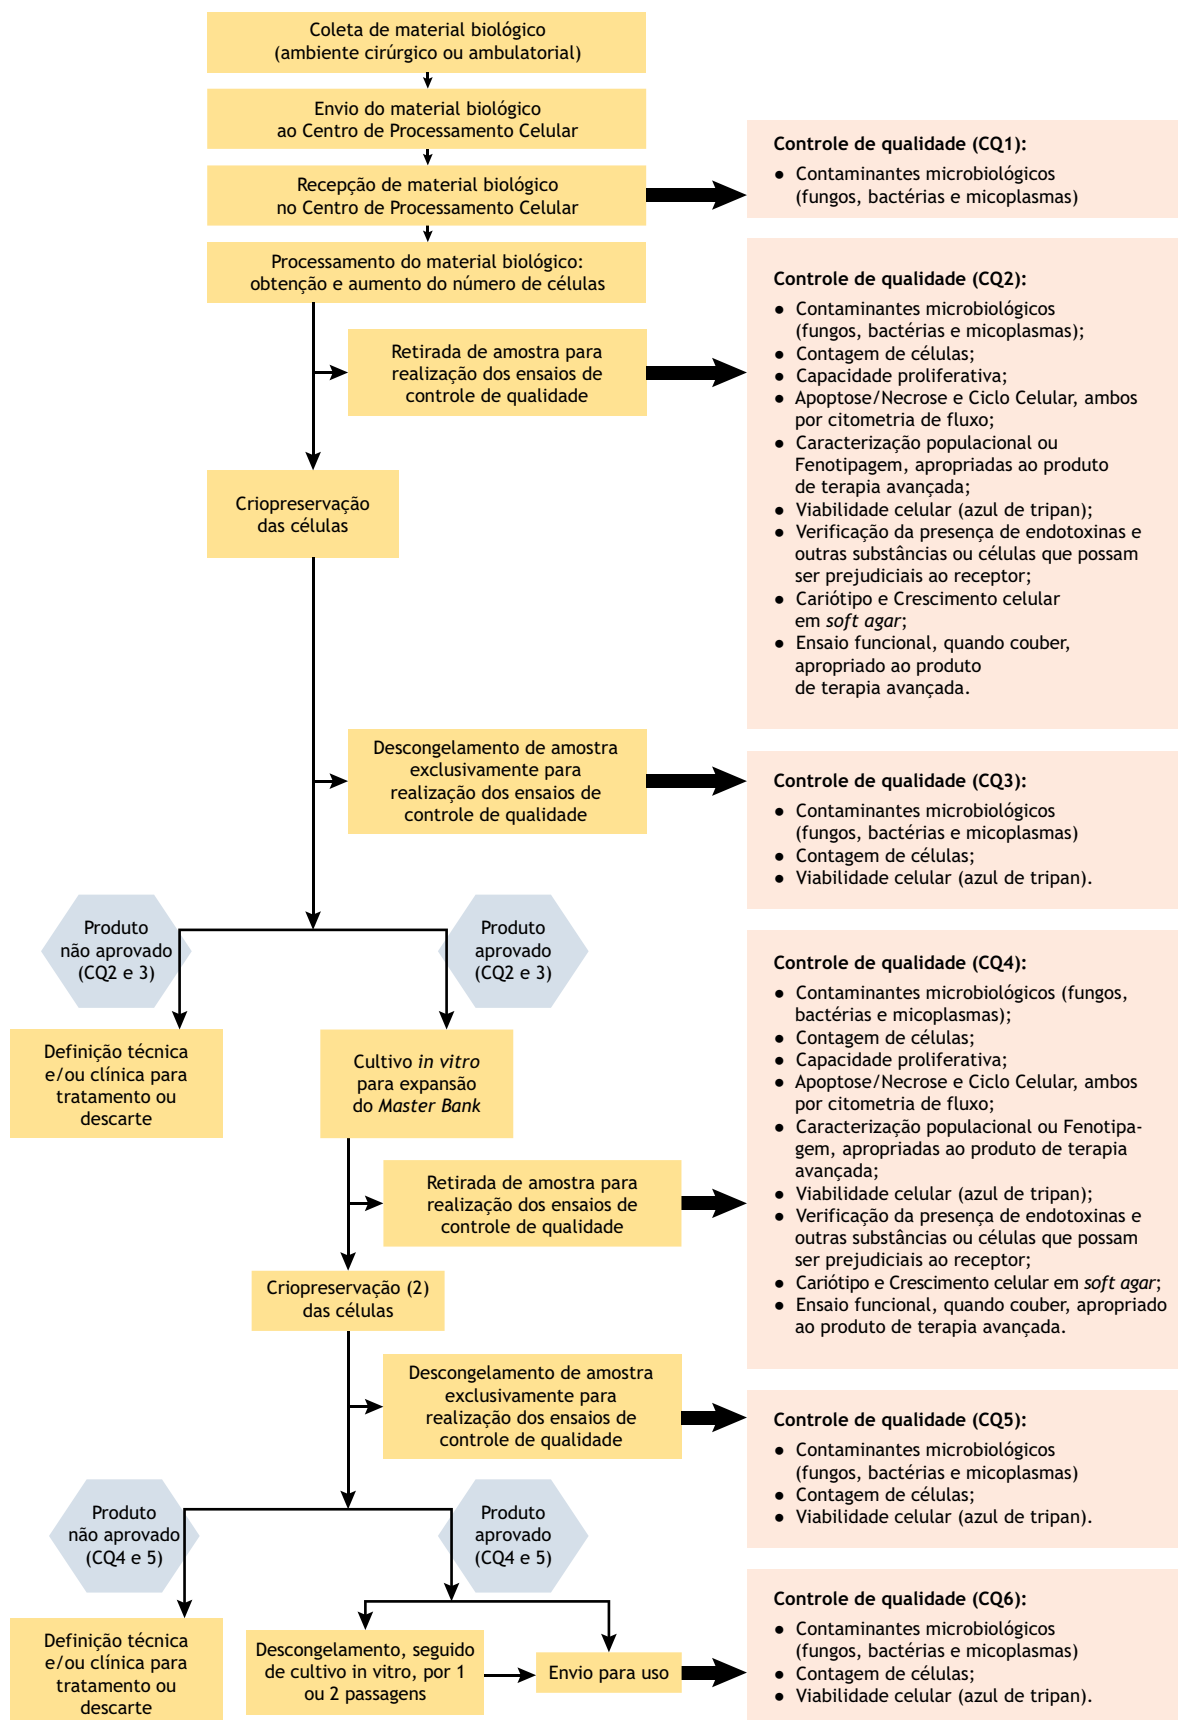 Coleta de material biológico
(ambiente cirúrgico ou ambulatorial)
Envio do material biológico
ao Centro de Processamento Celular
Recepção de material biológico
no Centro de Processamento Celular
Controle de qualidade (CQ1):
● Contaminantes microbiológicos
(fungos, bactérias e micoplasmas)
Processamento do material biológico:
obtenção e aumento do número de células
Retirada de amostra para
realização dos ensaios de
controle de qualidade
Controle de qualidade (CQ2):
● Contaminantes microbiológicos
(fungos, bactérias e micoplasmas);
● Contagem de células;
● Capacidade proliferativa;
● Apoptose/Necrose e Ciclo Celular, ambos
por citometria de fluxo;
● Caracterização populacional ou
Fenotipagem, apropriadas ao produto
de terapia avançada;
● Viabilidade celular (azul de tripan);
● Verificação da presença de endotoxinas e
outras substâncias ou células que possam
ser prejudiciais ao receptor;
● Cariótipo e Crescimento celular
em soft agar;
● Ensaio funcional, quando couber,
apropriado ao produto
de terapia avançada.
Criopreservação
das células
Descongelamento de amostra
exclusivamente para
realização dos ensaios de
controle de qualidade
Controle de qualidade (CQ3):
● Contaminantes microbiológicos
(fungos, bactérias e micoplasmas)
● Contagem de células;
● Viabilidade celular (azul de tripan).
Produto
não aprovado
(CQ2 e 3)
Produto
aprovado
(CQ2 e 3)
Definição técnica
e/ou clínica para
tratamento ou
descarte
Cultivo in vitro
para expansão
do Master Bank
Retirada de amostra para
realização dos ensaios de
controle de qualidade
Controle de qualidade (CQ4):
● Contaminantes microbiológicos (fungos,
bactérias e micoplasmas);
● Contagem de células;
● Capacidade proliferativa;
● Apoptose/Necrose e Ciclo Celular, ambos
por citometria de fluxo;
● Caracterização populacional ou Fenotipa-
gem, apropriadas ao produto de terapia
avançada;
● Viabilidade celular (azul de tripan);
● Verificação da presença de endotoxinas e
outras substâncias ou células que possam
ser prejudiciais ao receptor;
● Cariótipo e Crescimento celular em soft agar;
● Ensaio funcional, quando couber, apropriado
ao produto de terapia avançada.
Criopreservação (2)
das células
Descongelamento de amostra
exclusivamente para
realização dos ensaios de
controle de qualidade
Controle de qualidade (CQ5):
● Contaminantes microbiológicos
(fungos, bactérias e micoplasmas)
● Contagem de células;
● Viabilidade celular (azul de tripan).
Produto
não aprovado
(CQ4 e 5)
Produto
aprovado
(CQ4 e 5)
Definição técnica
e/ou clínica para
tratamento ou
descarte
Descongelamento, seguido
de cultivo in vitro, por 1
ou 2 passagens
Envio para uso
Controle de qualidade (CQ6):
● Contaminantes microbiológicos
(fungos, bactérias e micoplasmas)
● Contagem de células;
● Viabilidade celular (azul de tripan).